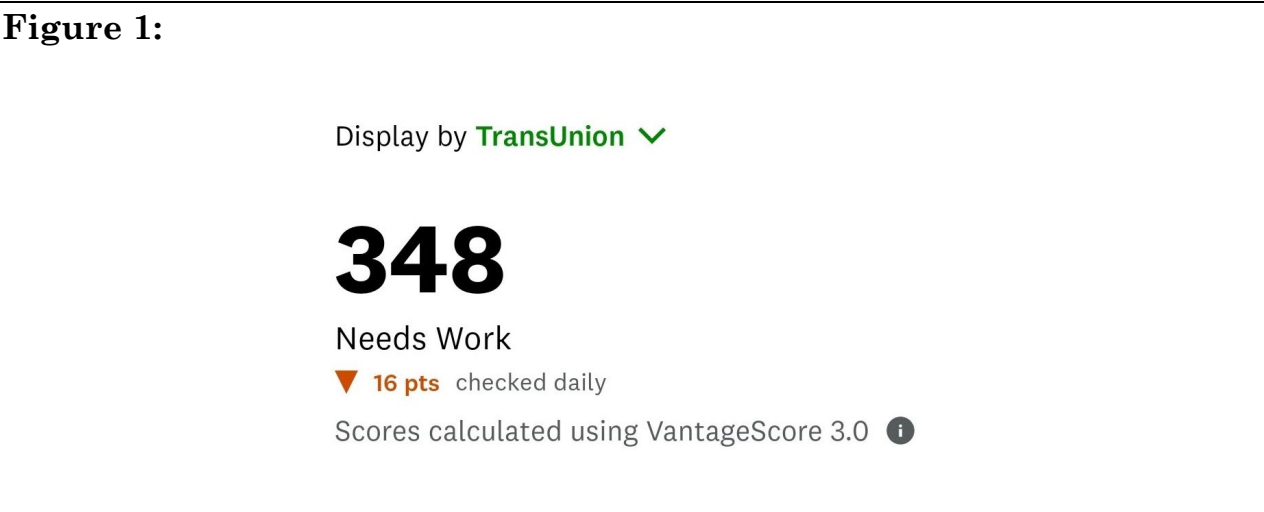 Figure 1:
Display by TransUnion
348
Needs Work
16 pts checked daily
Scores calculated using VantageScore 3.0